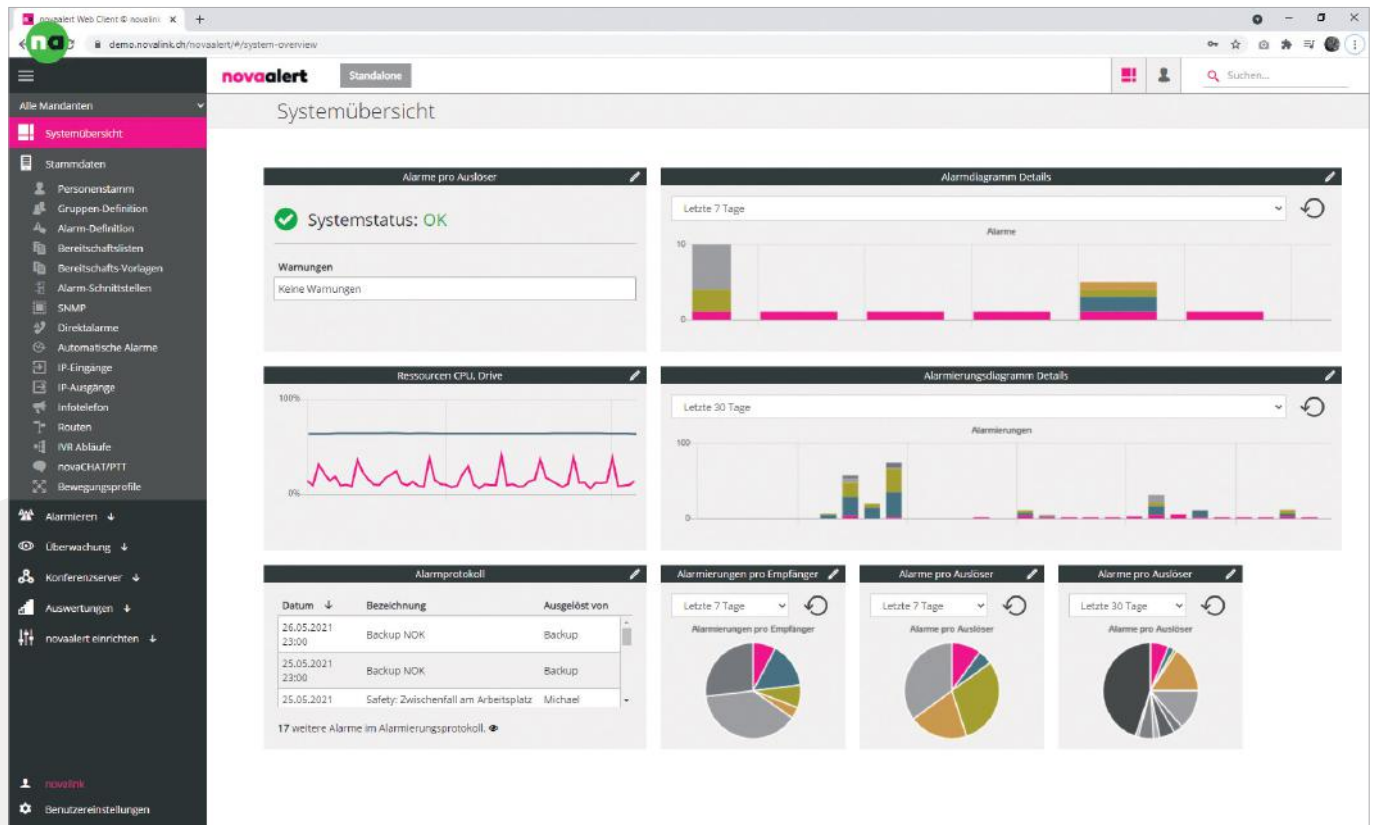 novaalert Web Client © novalink
na
demo.novalink.ch/novaalert/#/system-overview
novaalert
Standalone
Suchen...
Alle Mandanten
Systemübersicht
Stammdaten
Personenstamm
Gruppen-Definition
Alarm-Definition
Bereitschaftslisten
Bereitschafts-Vorlagen
Alarm-Schnittstellen
SNMP
Direktalarme
Automatische Alarme
IP-Eingänge
IP-Ausgänge
Infotelefon
Routen
IVR Abläufe
novaCHAT/PTT
Bewegungsprofile
Alarmieren
Überwachung
Konferenzserver
Auswertungen
novaalert einrichten
novalink
Benutzereinstellungen
Systemübersicht
Alarme pro Auslöser
Systemstatus: OK
Warnungen
Keine Warnungen
Alarmdiagramm Details
Letzte 7 Tage
Alarme
10
0
Ressourcen CPU, Drive
100%
0%
Alarmierungsdiagramm Details
Letzte 30 Tage
Alarmierungen
100
0
Alarmprotokoll
Datum Bezeichnung Ausgelöst von
26.05.2021 23:00 Backup NOK Backup
25.05.2021 23:00 Backup NOK Backup
25.05.2021 Safety: Zwischenfall am Arbeitsplatz Michael
17 weitere Alarme im Alarmierungsprotokoll.
Alarmierungen pro Empfänger
Letzte 7 Tage
Alarmierungen pro Empfänger
Alarme pro Auslöser
Letzte 7 Tage
Alarme pro Auslöser
Alarme pro Auslöser
Letzte 30 Tage
Alarme pro Auslöser